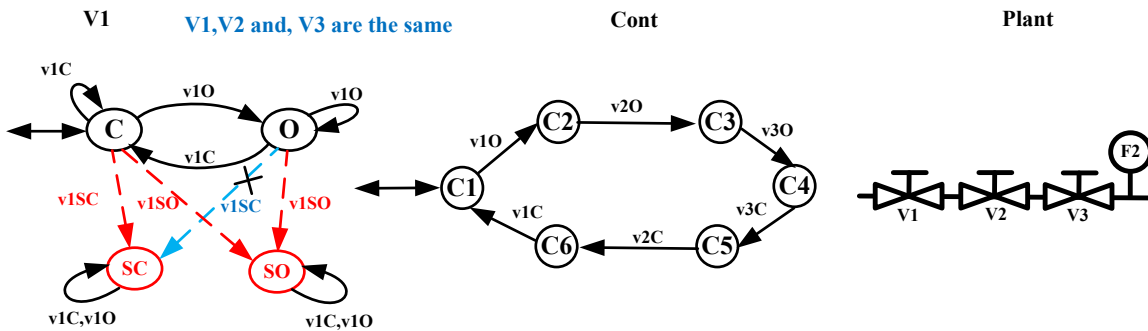 V1
V1,V2 and, V3 are the same
v1C
v1O
v1O
C
O
v1C
v1SC
v1SO
v1SC
v1SO
SC
SO
v1C,v1O
v1C,v1O
Cont
C2
v2O
C3
v1O
v3O
C1
C4
v1C
v3C
C6
v2C
C5
Plant
F2
V1
V2
V3